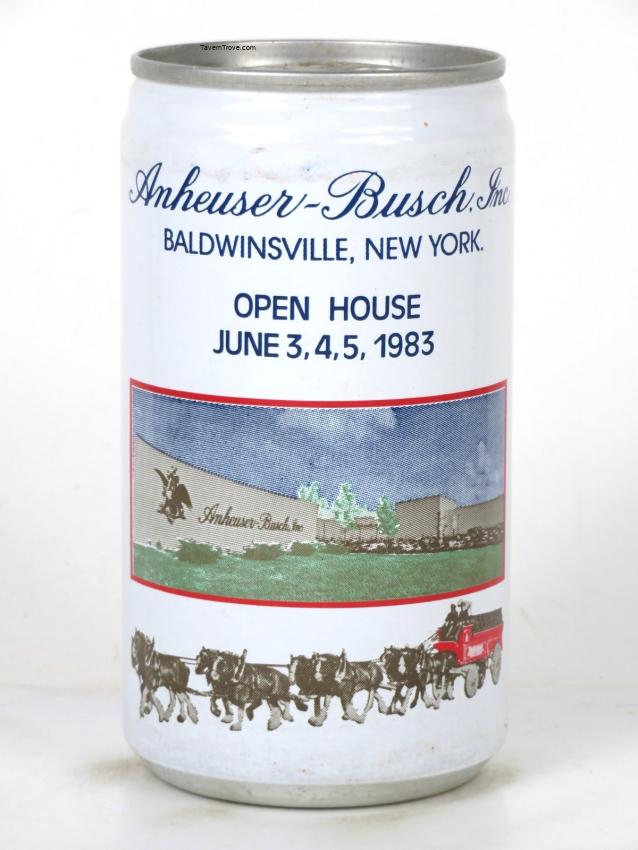 TavernTrove.com
Anheuser-Busch, Inc.
BALDWINSVILLE, NEW YORK.
OPEN HOUSE
JUNE 3, 4, 5, 1983
Anheuser-Busch, Inc